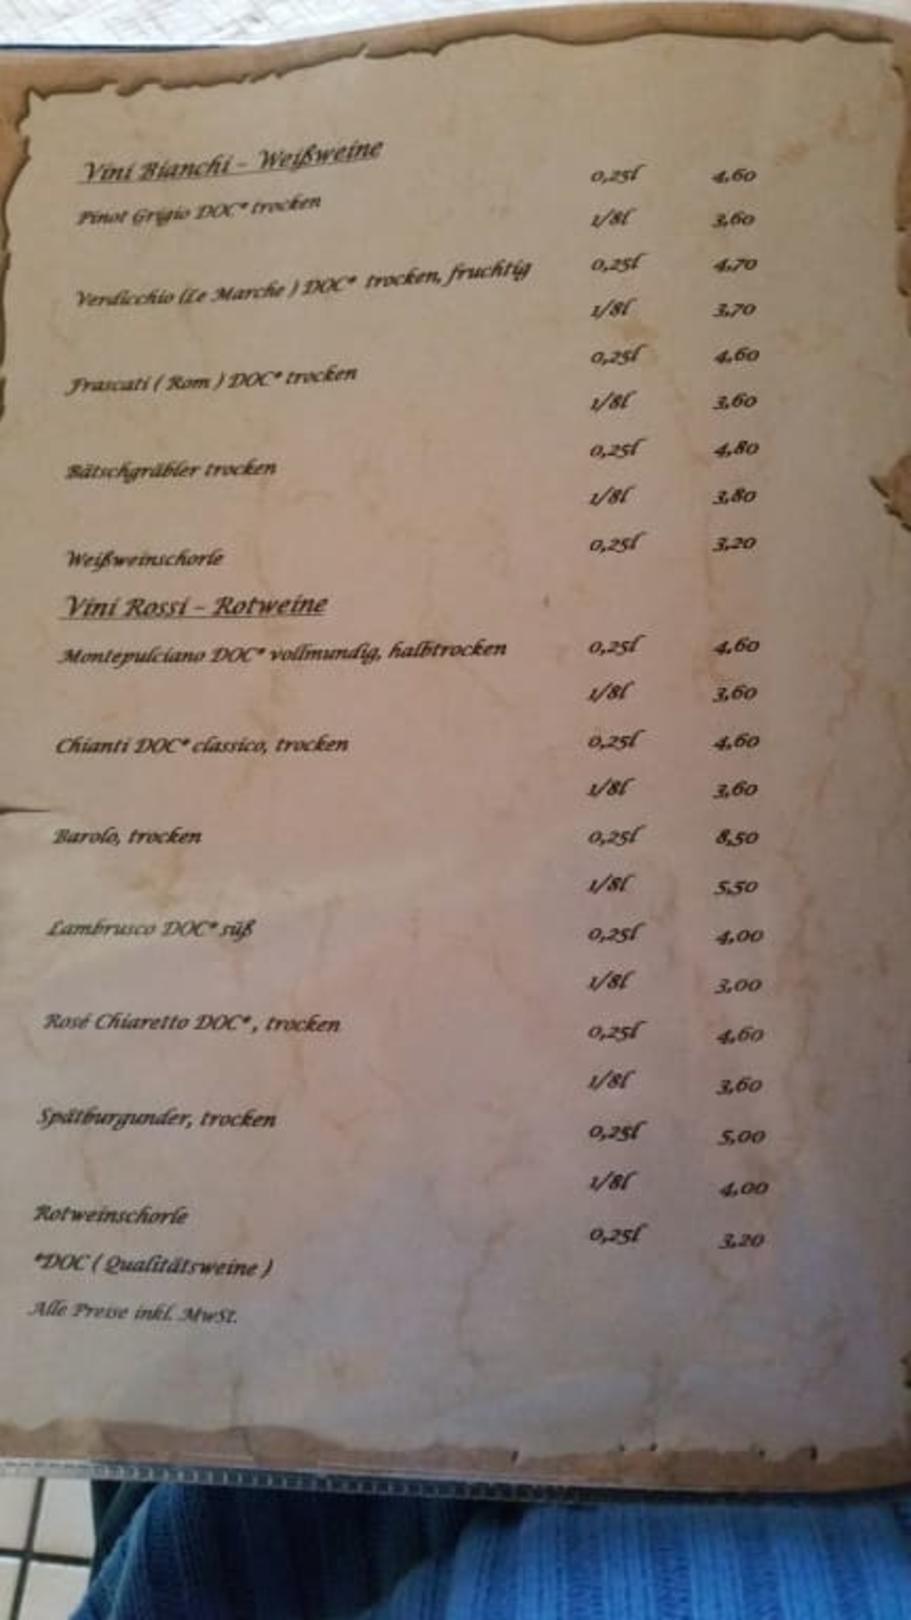 Vini Bianchi – Weißweine
Pinot Grigio DOC* trocken 0,25l 4,60
1/8l 3,60
Verdicchio (Le Marche ) DOC* trocken, fruchtig 0,25l 4,70
1/8l 3,70
Frascati ( Rom ) DOC* trocken 0,25l 4,60
1/8l 3,60
Bätschgräbler trocken 0,25l 4,80
1/8l 3,80
Weißweinschorle 0,25l 3,20
Vini Rossi – Rotweine
Montepulciano DOC* vollmundig, halbtrocken 0,25l 4,60
1/8l 3,60
Chianti DOC* classico, trocken 0,25l 4,60
1/8l 3,60
Barolo, trocken 0,25l 8,50
1/8l 5,50
Lambrusco DOC* süß 0,25l 4,00
1/8l 3,00
Rosé Chiaretto DOC*, trocken 0,25l 4,60
1/8l 3,60
Spätburgunder, trocken 0,25l 5,00
1/8l 4,00
Rotweinschorle 0,25l 3,20
*DOC ( Qualitätsweine )
Alle Preise inkl. MwSt.